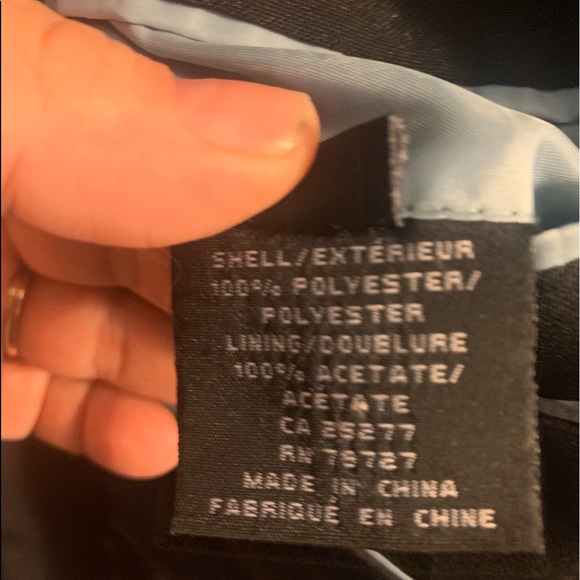 SHELL/EXTÉRIEUR
100% POLYESTER/
POLYESTER
LINING/DOUBLURE
100% ACETATE/
ACÉTATE
CA 25277
RN 78787
MADE IN CHINA
FABRIQUÉ EN CHINE